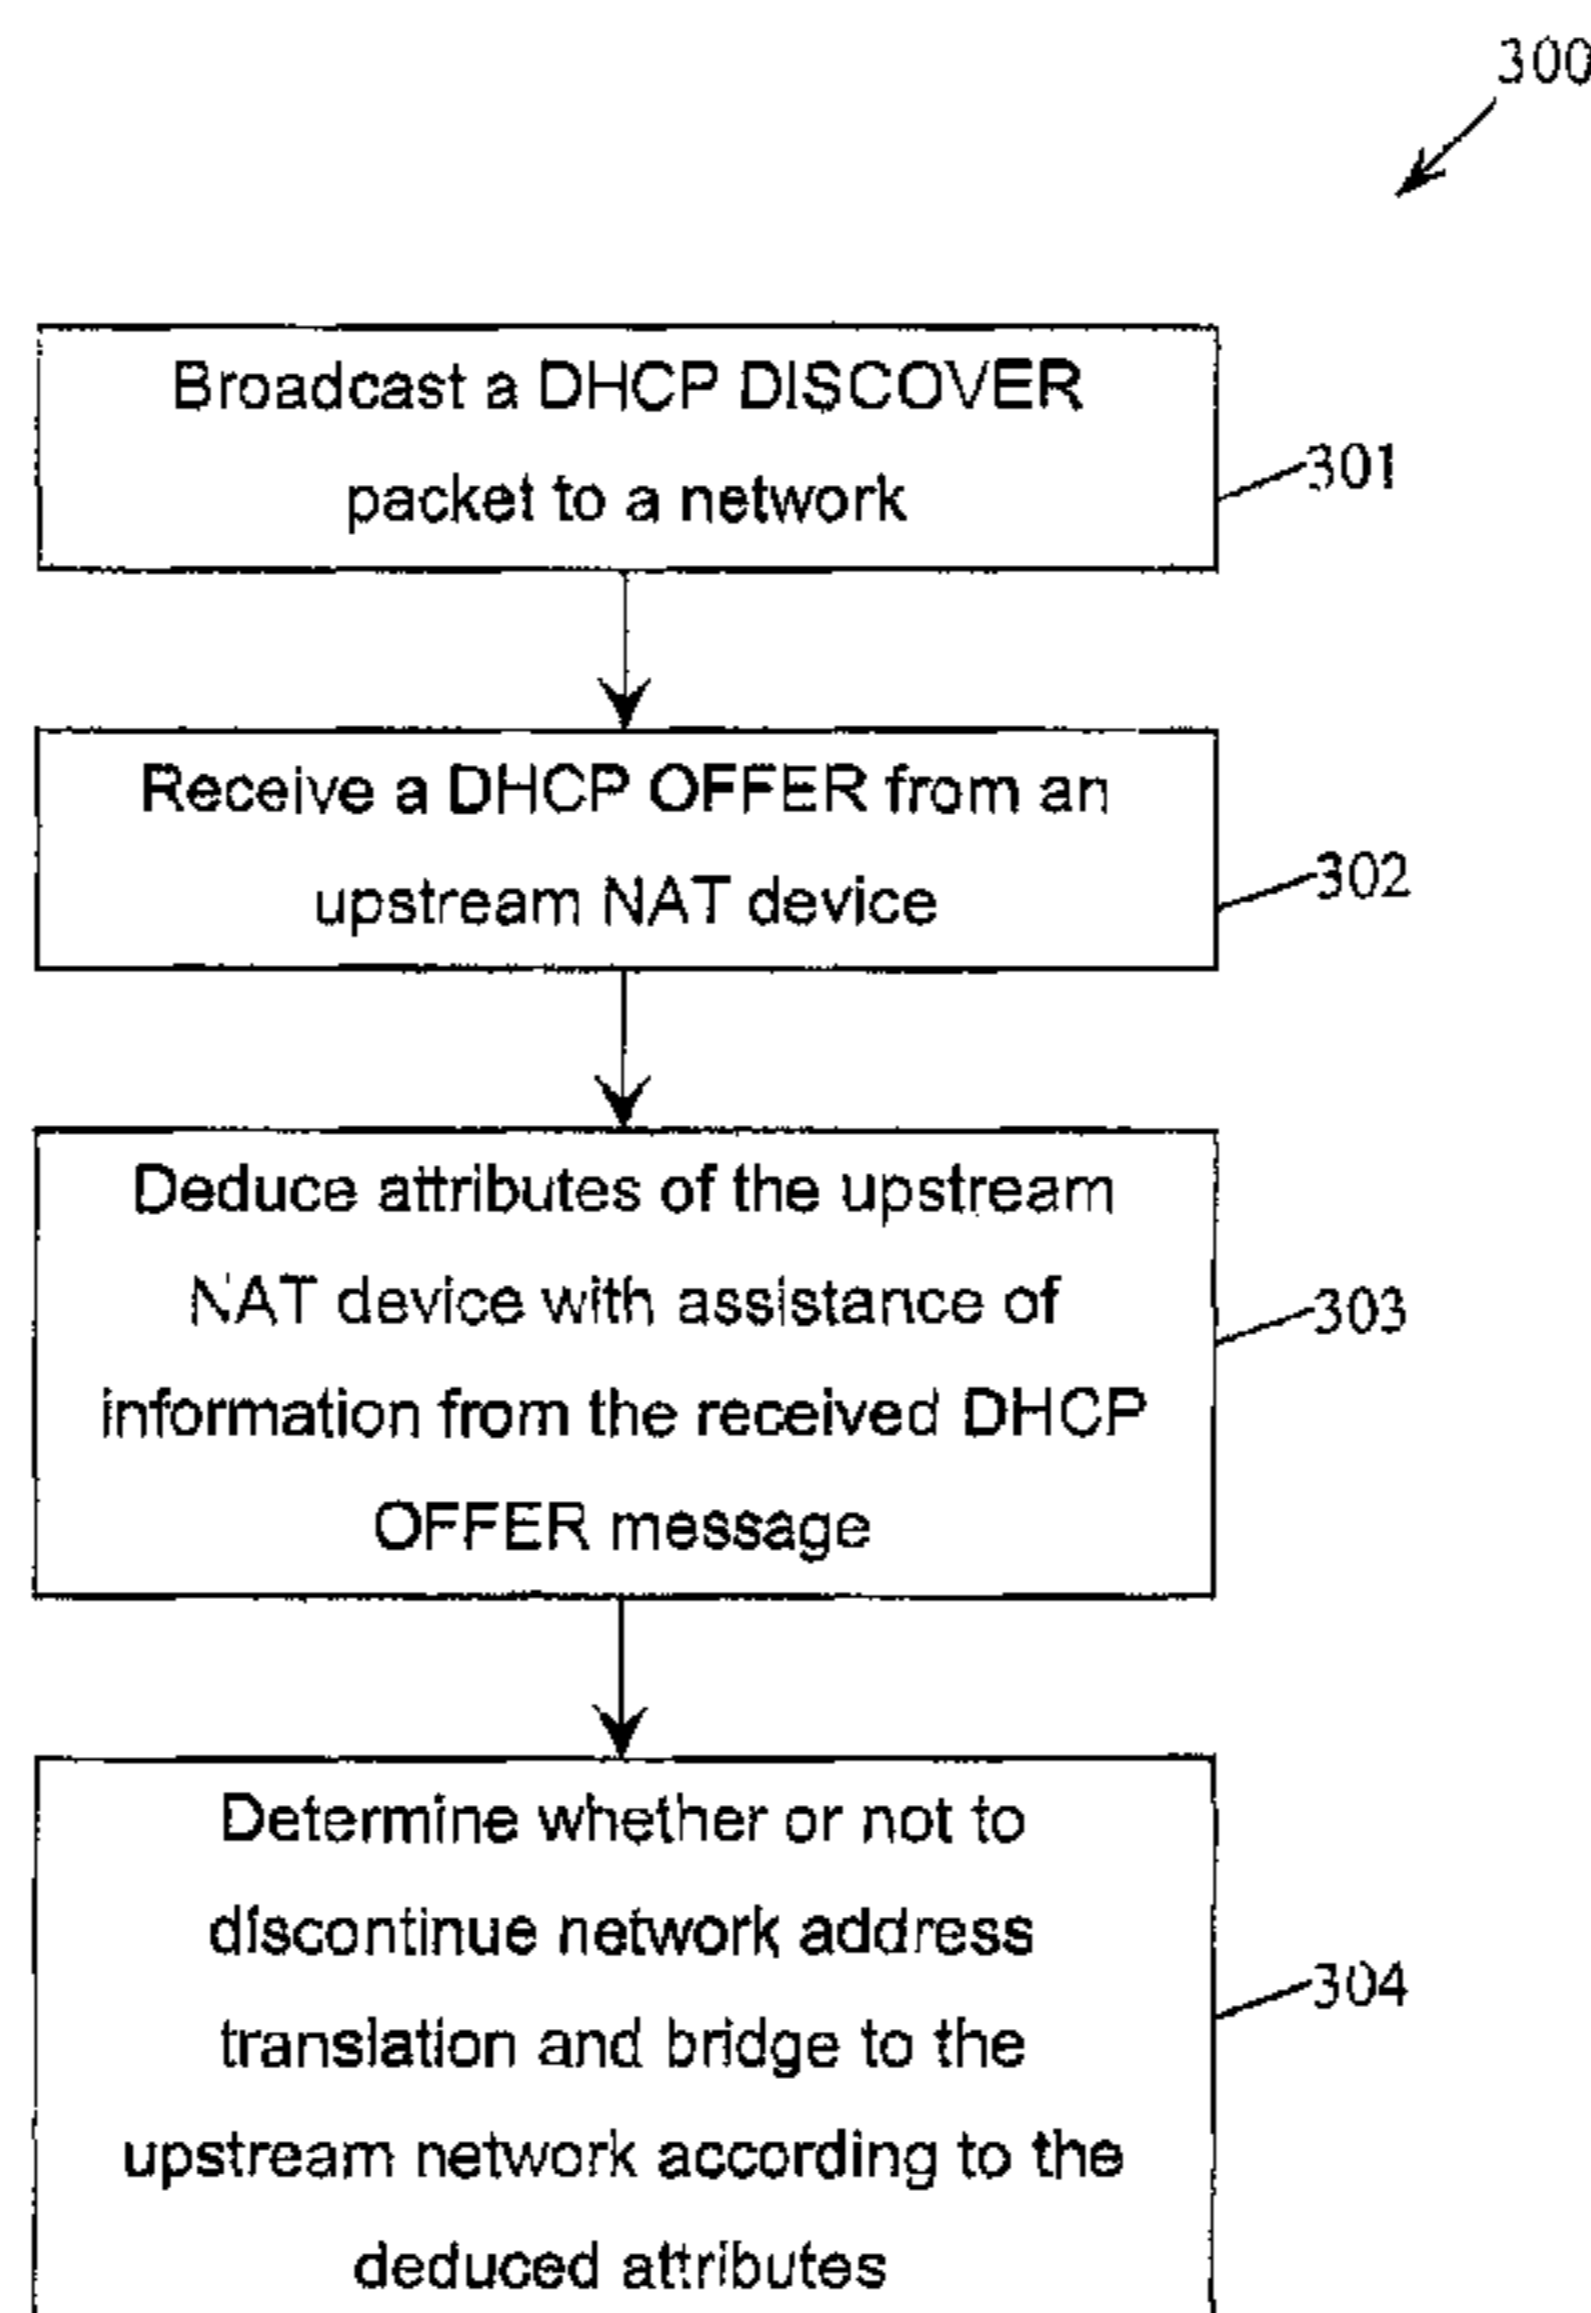 300
Broadcast a DHCP DISCOVER
packet to a network
301
Receive a DHCP OFFER from an
upstream NAT device
302
Deduce attributes of the upstream
NAT device with assistance of
information from the received DHCP
OFFER message
303
Determine whether or not to
discontinue network address
translation and bridge to the
upstream network according to the
deduced attributes
304